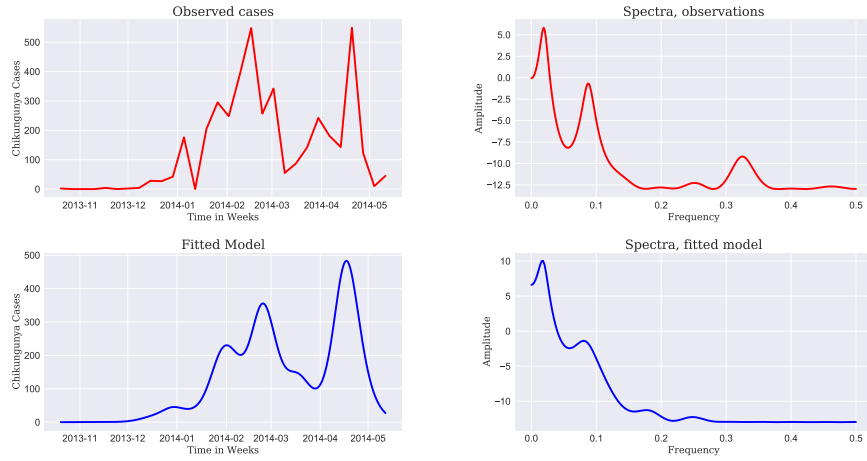 Observed cases
Chikungunya Cases
500
400
300
200
100
0
2013-11 2013-12 2014-01 2014-02 2014-03 2014-04 2014-05
Time in Weeks
Spectra, observations
Amplitude
5.0
2.5
0.0
−2.5
−5.0
−7.5
−10.0
−12.5
0.0 0.1 0.2 0.3 0.4 0.5
Frequency
Fitted Model
Chikungunya Cases
500
400
300
200
100
0
2013-11 2013-12 2014-01 2014-02 2014-03 2014-04 2014-05
Time in Weeks
Spectra, fitted model
Amplitude
10
5
0
−5
−10
0.0 0.1 0.2 0.3 0.4 0.5
Frequency